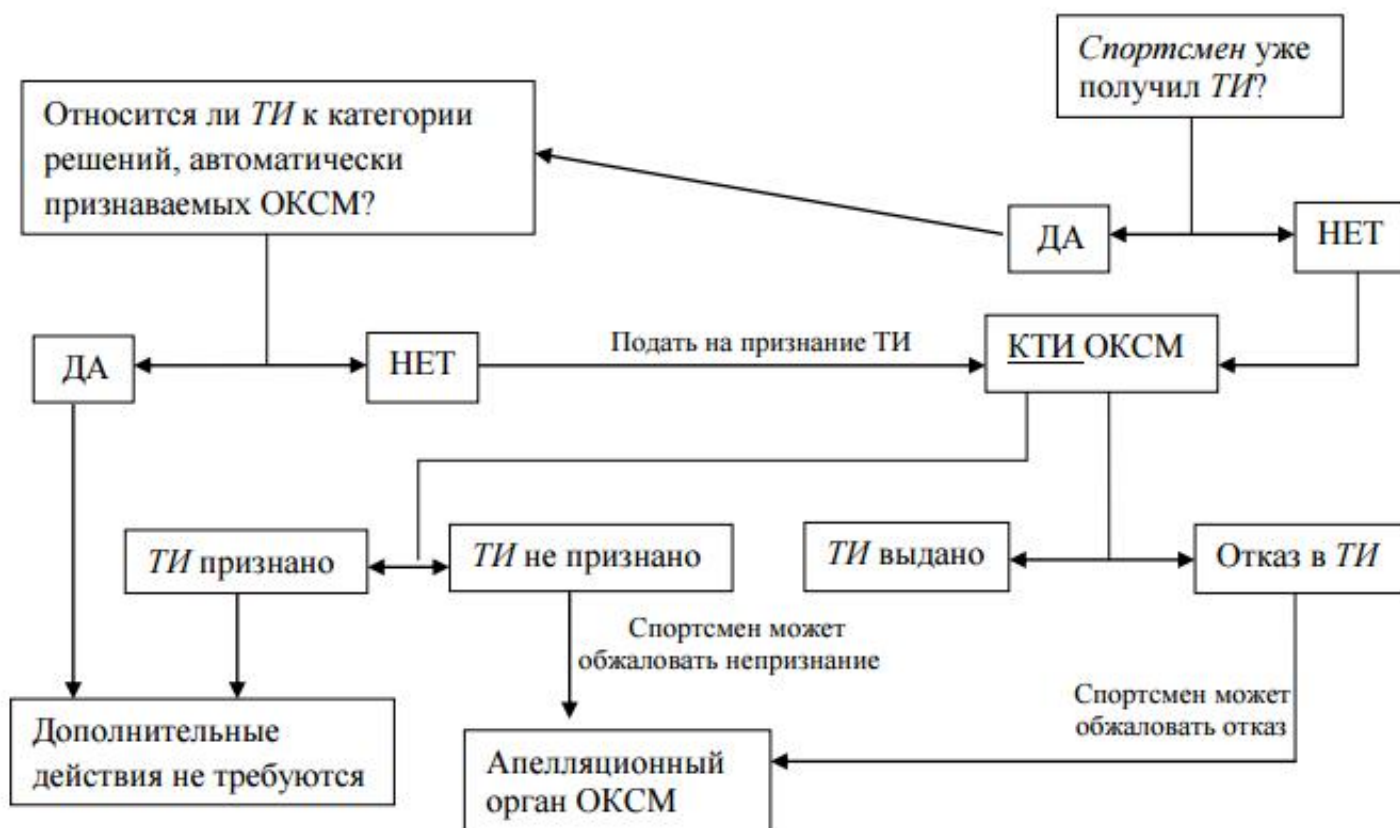 Спортсмен уже
получил ТИ?
Относится ли ТИ к категории
решений, автоматически
признаваемых ОКСМ?
ДА
НЕТ
ДА
НЕТ
Подать на признание ТИ
КТИ ОКСМ
ТИ признано
ТИ не признано
ТИ выдано
Отказ в ТИ
Спортсмен может
обжаловать непризнание
Спортсмен может
обжаловать отказ
Дополнительные
действия не требуются
Апелляционный
орган ОКСМ